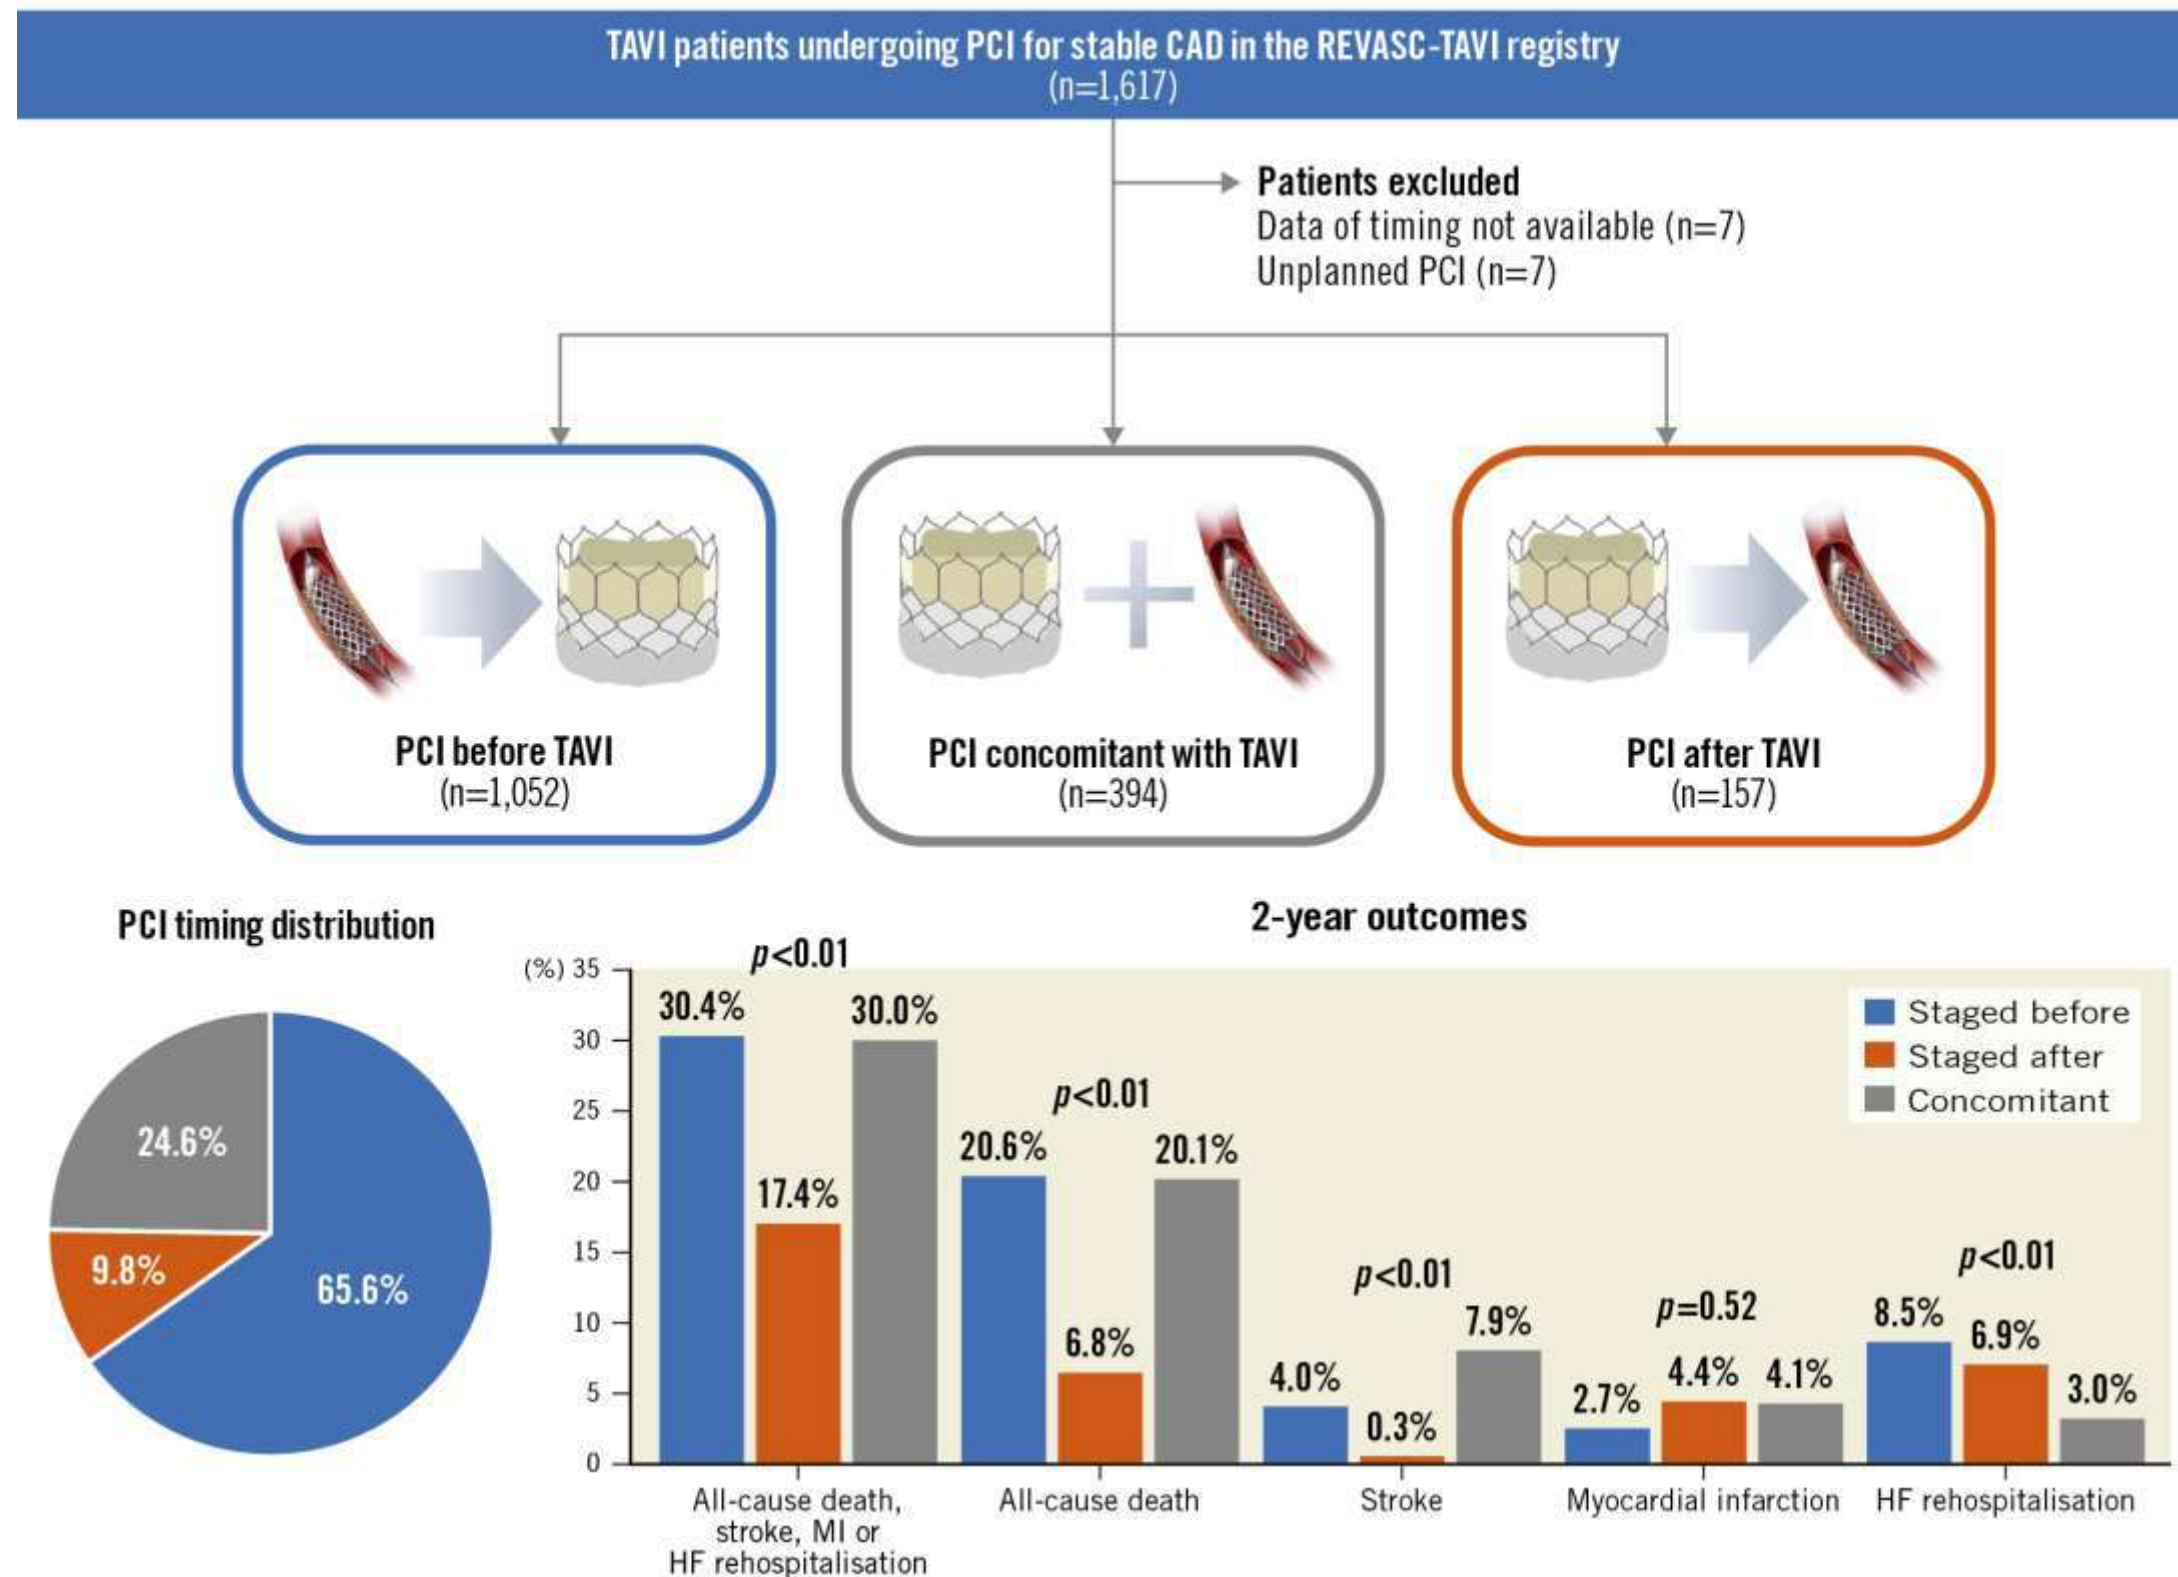 TAVI patients undergoing PCI for stable CAD in the REVASC-TAVI registry
(n=1,617)
Patients excluded
Data of timing not available (n=7)
Unplanned PCI (n=7)
PCI before TAVI
(n=1,052)
PCI concomitant with TAVI
(n=394)
PCI after TAVI
(n=157)
PCI timing distribution
24.6%
9.8%
65.6%
2-year outcomes
(%) 35
30
25
20
15
10
5
0
p<0.01
30.4%
17.4%
30.0%
p<0.01
20.6%
6.8%
20.1%
p<0.01
4.0%
0.3%
7.9%
p=0.52
2.7%
4.4%
4.1%
p<0.01
8.5%
6.9%
3.0%
Staged before
Staged after
Concomitant
All-cause death,
stroke, MI or
HF rehospitalisation
All-cause death
Stroke
Myocardial infarction
HF rehospitalisation